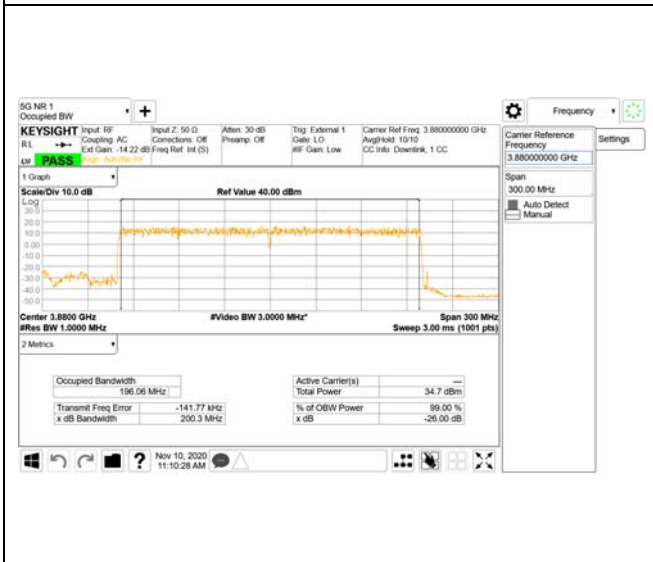 5G NR 1
Occupied BW
+
Frequency
KEYSIGHT Input: RF Input Z: 50 Ω Atten: 30 dB Trig: External 1 Carrier Ref Freq: 3.880000000 GHz
RL Coupling: AC Corrections: Off Preamp: Off Gate: LO Avg|Hold: 10/10
Ext Gain: -14.22 dB Freq Ref: Int (S) #IF Gain: Low CC Info: Downlink, 1 CC
PASS Align: Auto/No RF
Carrier Reference
Frequency
3.880000000 GHz
Settings
Span
300.00 MHz
Auto Detect
Manual
1 Graph
Scale/Div 10.0 dB Ref Value 40.00 dBm
Log
30.0
20.0
10.0
0.00
-10.0
-20.0
-30.0
-40.0
-50.0
Center 3.8800 GHz #Video BW 3.0000 MHz* Span 300 MHz
#Res BW 1.0000 MHz Sweep 3.00 ms (1001 pts)
2 Metrics
Occupied Bandwidth Active Carrier(s) ---
196.06 MHz Total Power 34.7 dBm
Transmit Freq Error -141.77 kHz % of OBW Power 99.00 %
x dB Bandwidth 200.3 MHz x dB -26.00 dB
? Nov 10, 2020
11:10:28 AM